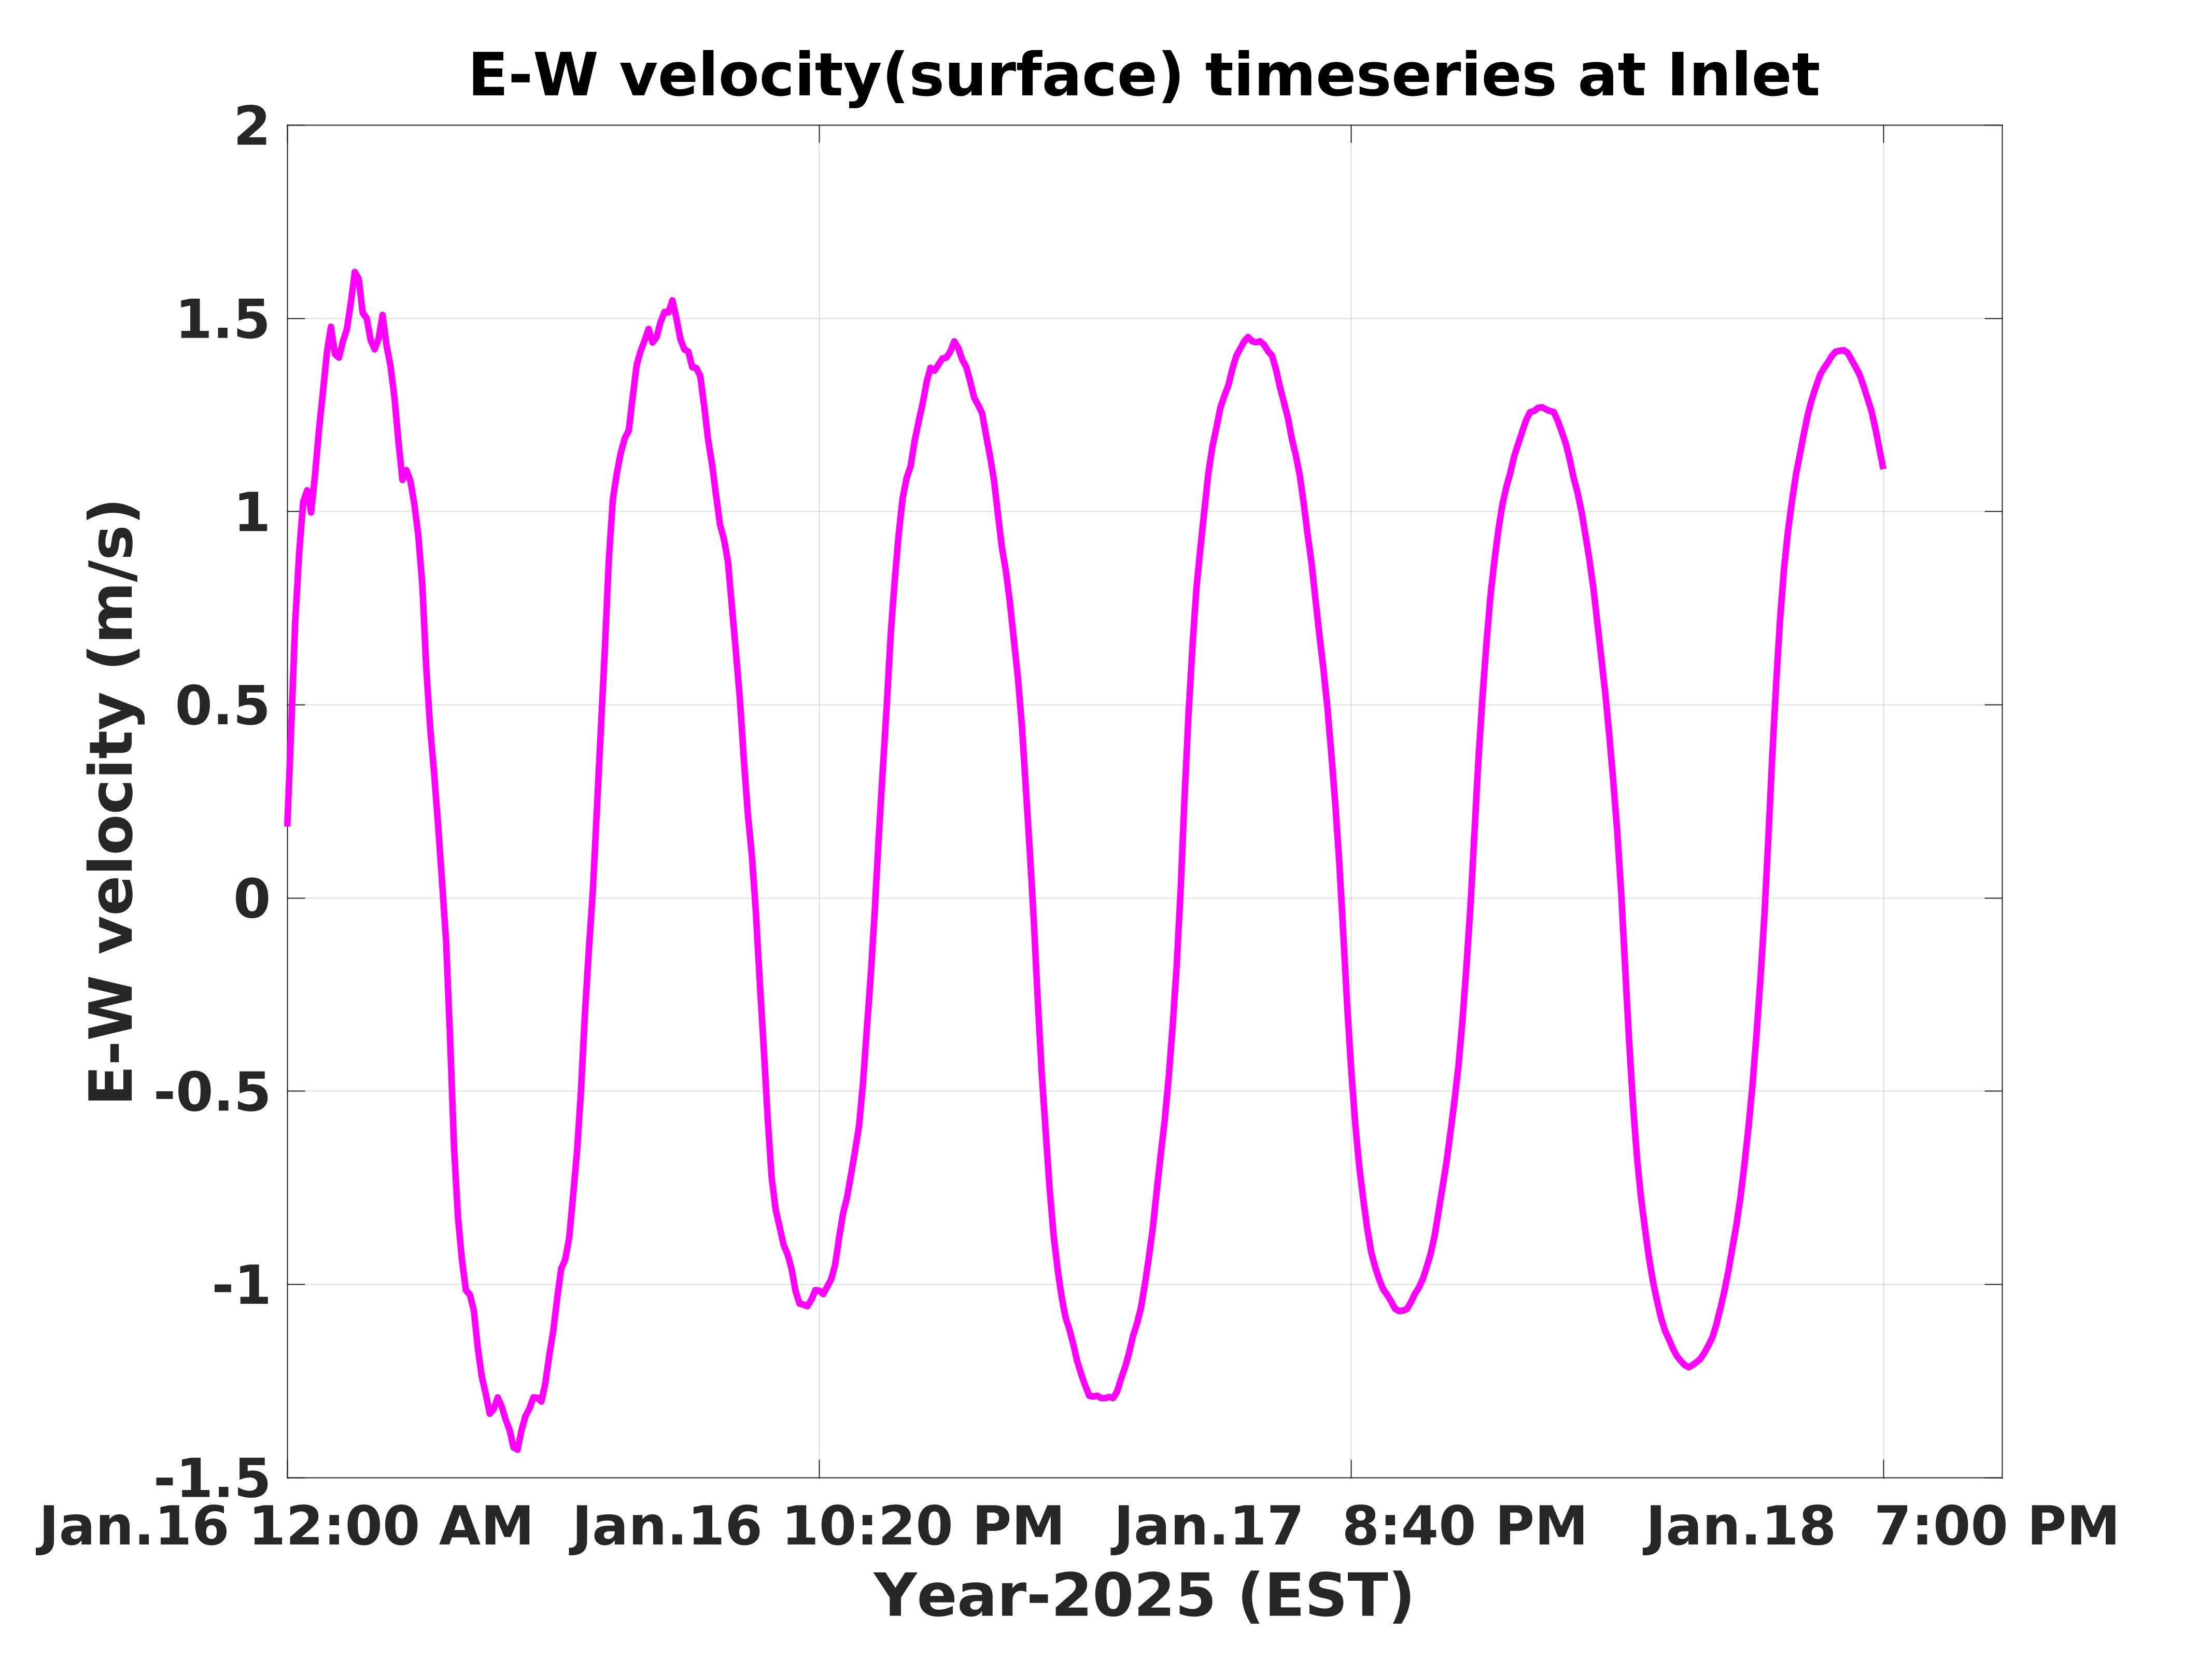 E-W velocity(surface) timeseries at Inlet
2
1.5
1
0.5
0
-0.5
-1
-1.5
E-W velocity (m/s)
Jan.16 12:00 AM Jan.16 10:20 PM Jan.17 8:40 PM Jan.18 7:00 PM
Year-2025 (EST)